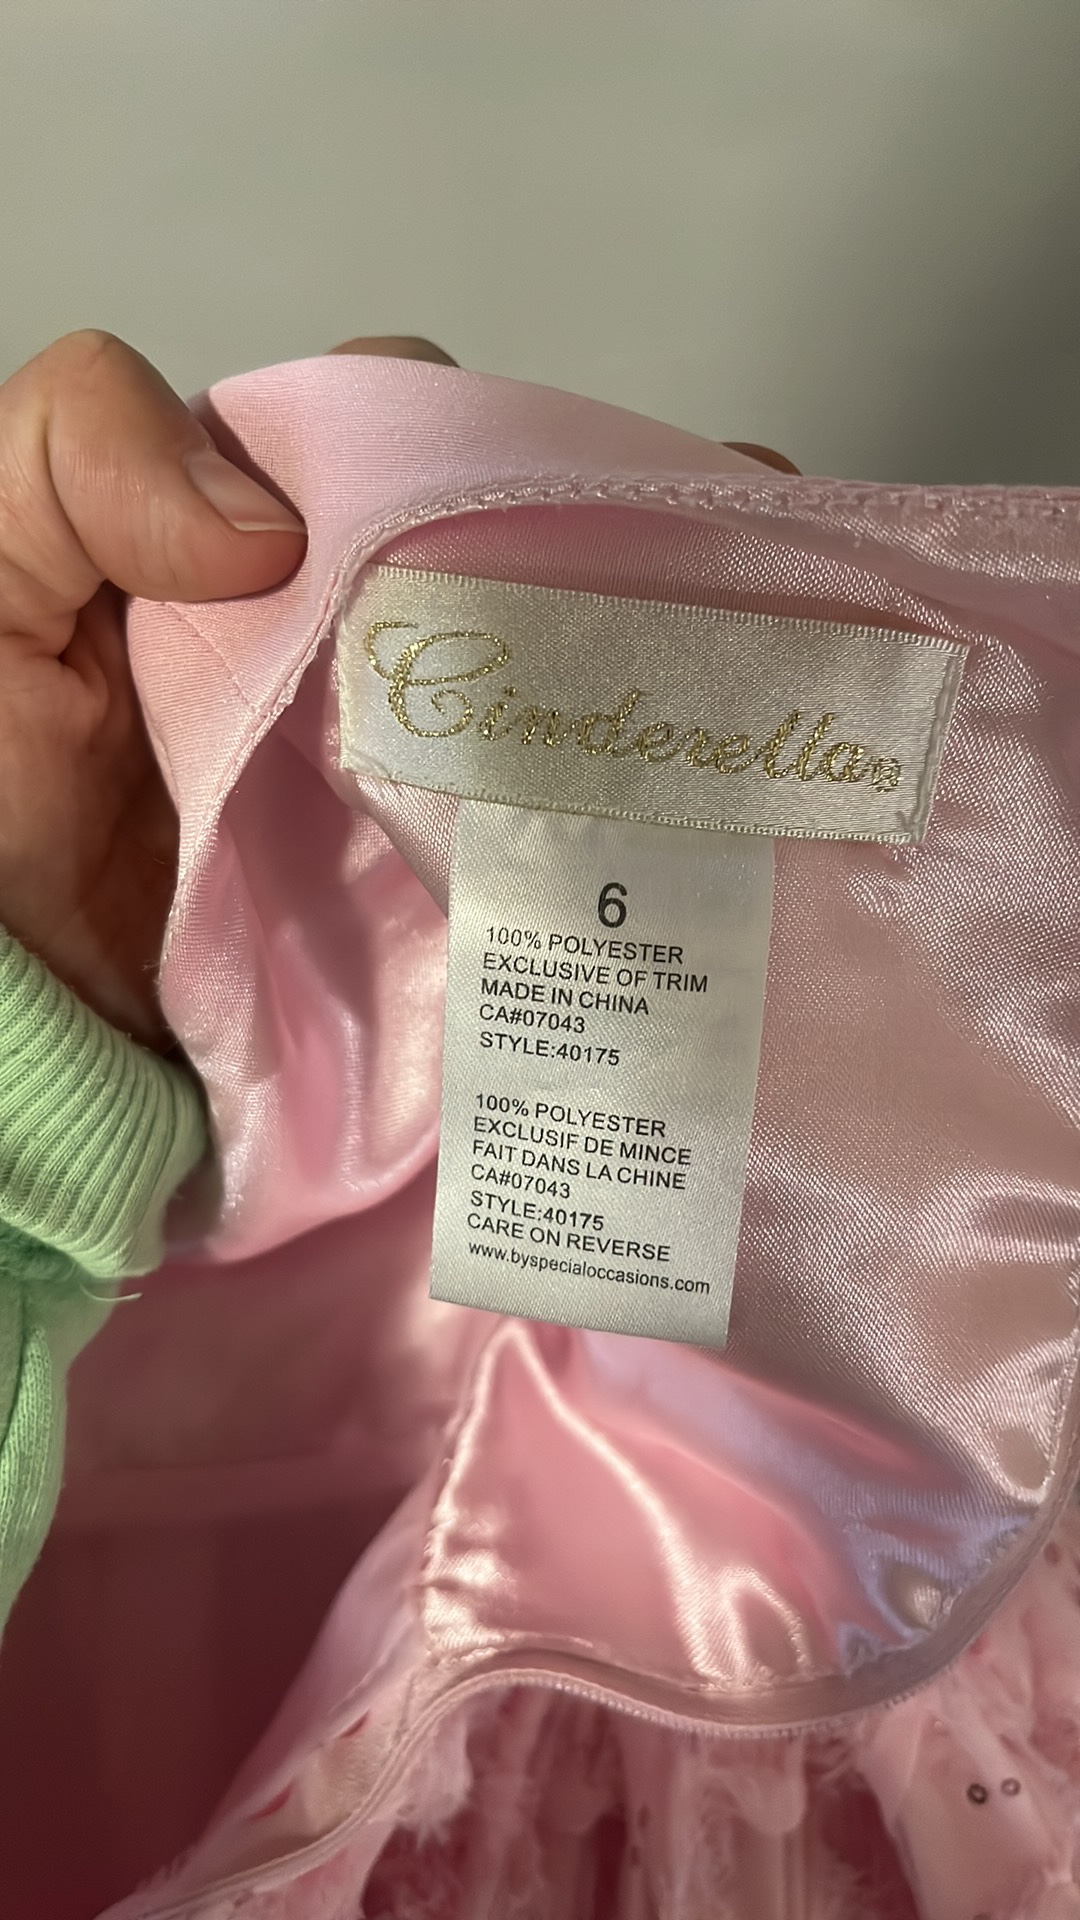 Cinderella®
6
100% POLYESTER
EXCLUSIVE OF TRIM
MADE IN CHINA
CA#07043
STYLE:40175
100% POLYESTER
EXCLUSIF DE MINCE
FAIT DANS LA CHINE
CA#07043
STYLE:40175
CARE ON REVERSE
www.byspecialoccasions.com